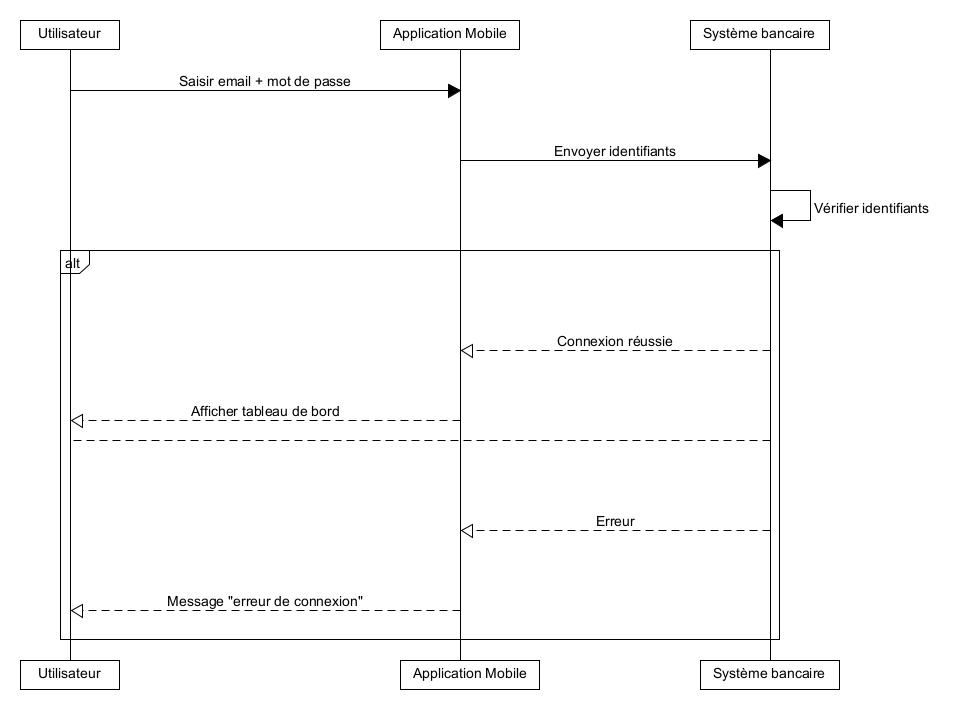 Utilisateur
Application Mobile
Système bancaire
Saisir email + mot de passe
Envoyer identifiants
Vérifier identifiants
alt
Connexion réussie
Afficher tableau de bord
Erreur
Message "erreur de connexion"
Utilisateur
Application Mobile
Système bancaire